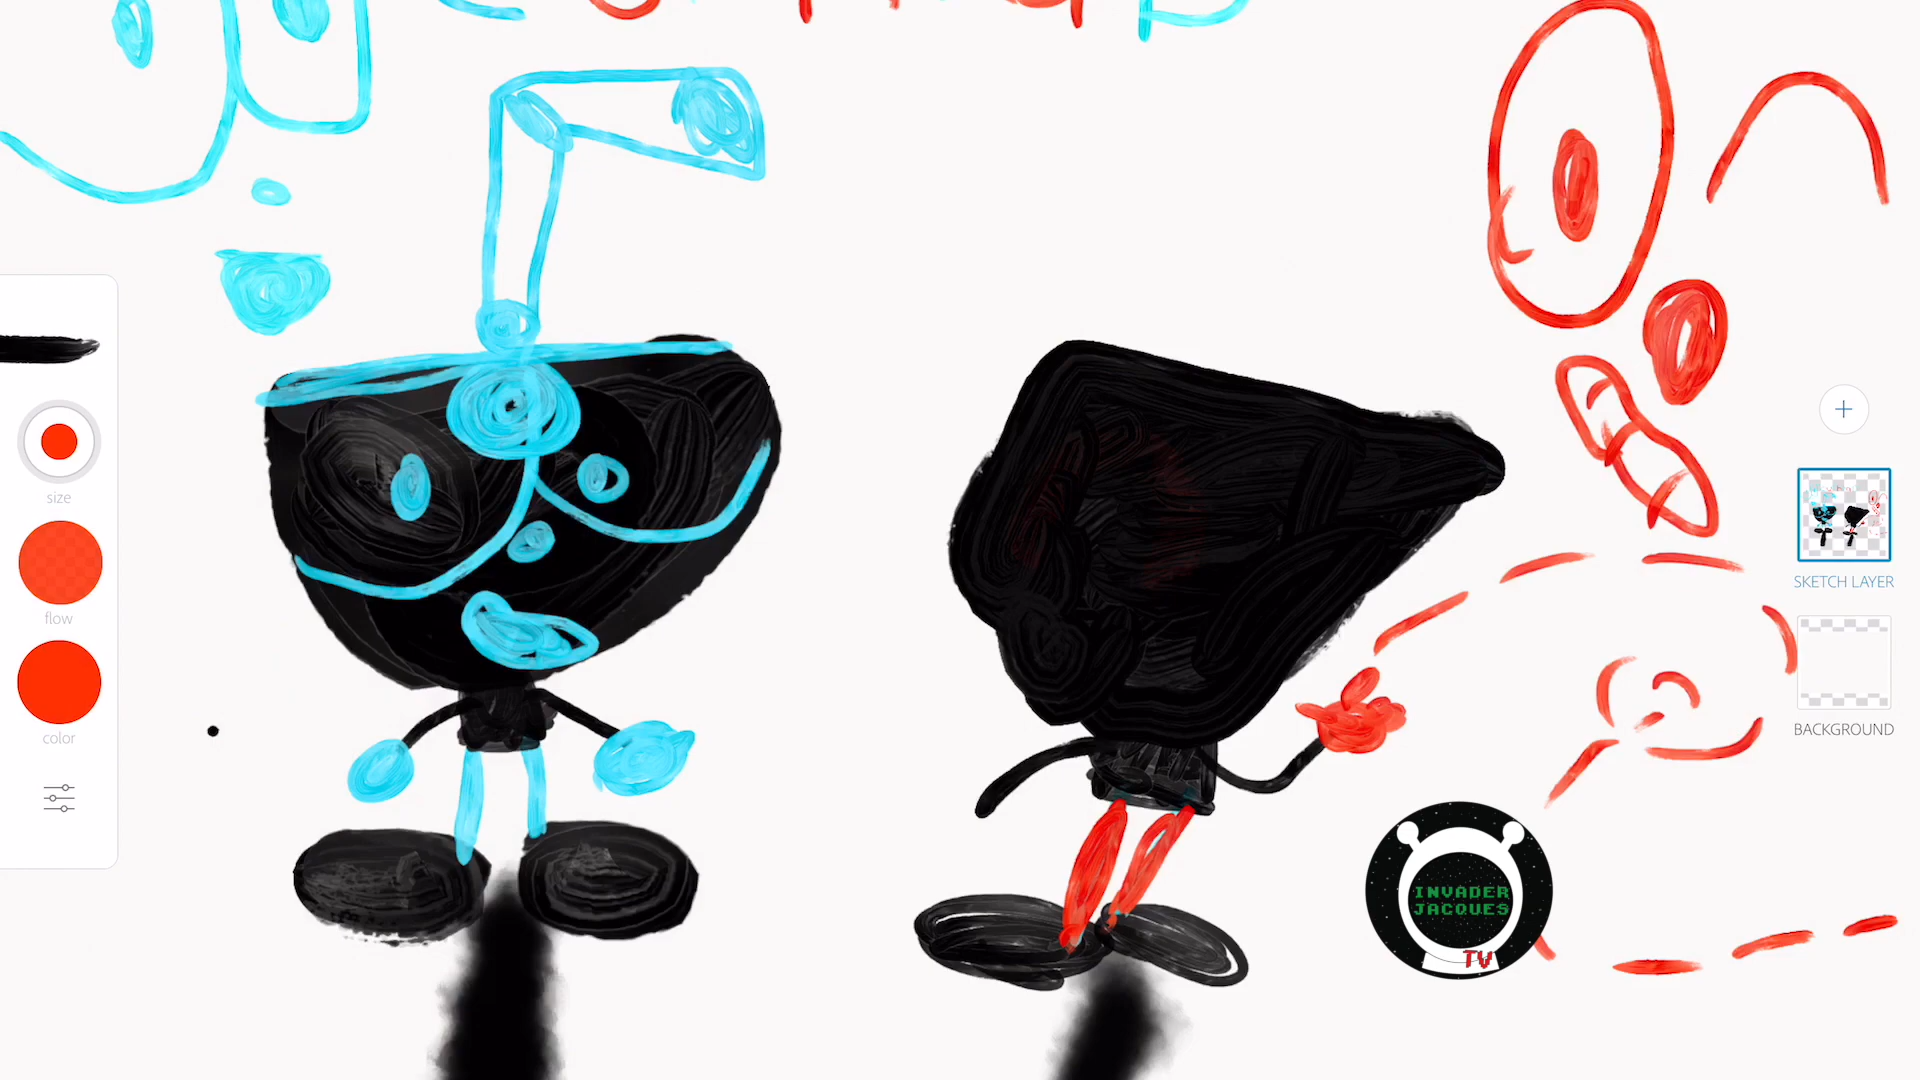 size
flow
color
SKETCH LAYER
BACKGROUND
INVADER
JACQUES
TV